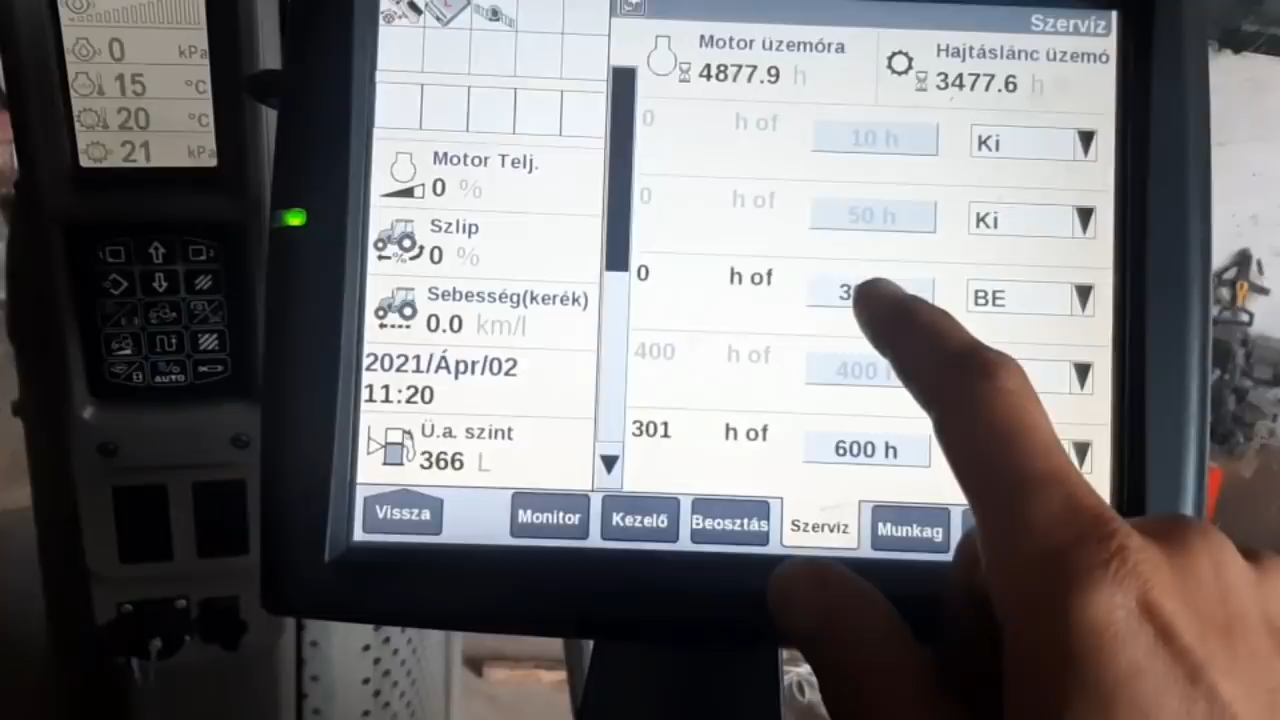 0 kPa
15 °C
20 °C
21 kPa
AUTO
Motor Telj.
0 %
Szlip
0 %
Sebesség(kerék)
0.0 km/l
2021/Ápr/02
11:20
Ü.a. szint
366 L
Szervíz
Motor üzemóra
4877.9 h
Hajtáslánc üzemó
3477.6 h
0 h of 10 h Ki
0 h of 50 h Ki
0 h of BE
400 h of 400
301 h of 600 h
Vissza
Monitor
Kezelő
Beosztás
Szervíz
Munkag